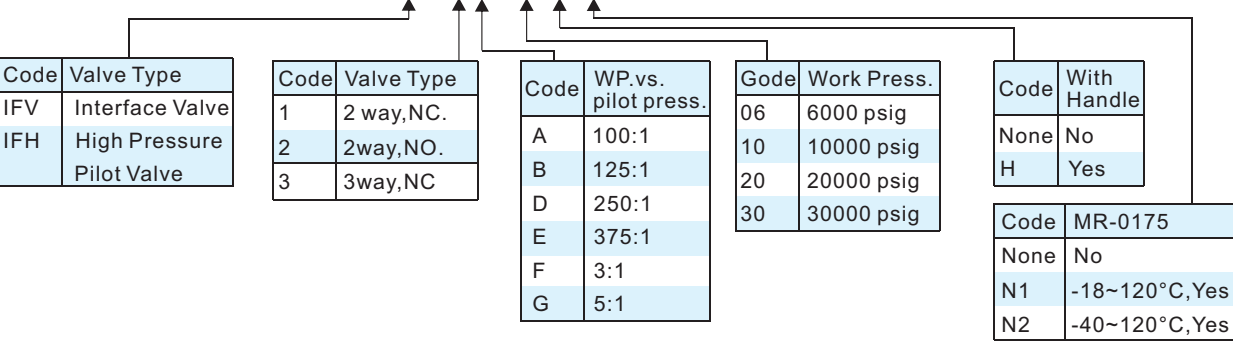 Code Valve Type
IFV Interface Valve
IFH High Pressure
Pilot Valve
Code Valve Type
1 2 way,NC.
2 2way,NO.
3 3way,NC
Code WP.vs.
pilot press.
A 100:1
B 125:1
D 250:1
E 375:1
F 3:1
G 5:1
Gode Work Press.
06 6000 psig
10 10000 psig
20 20000 psig
30 30000 psig
Code With
Handle
None No
H Yes
Code MR-0175
None No
N1 -18~120°C,Yes
N2 -40~120°C,Yes